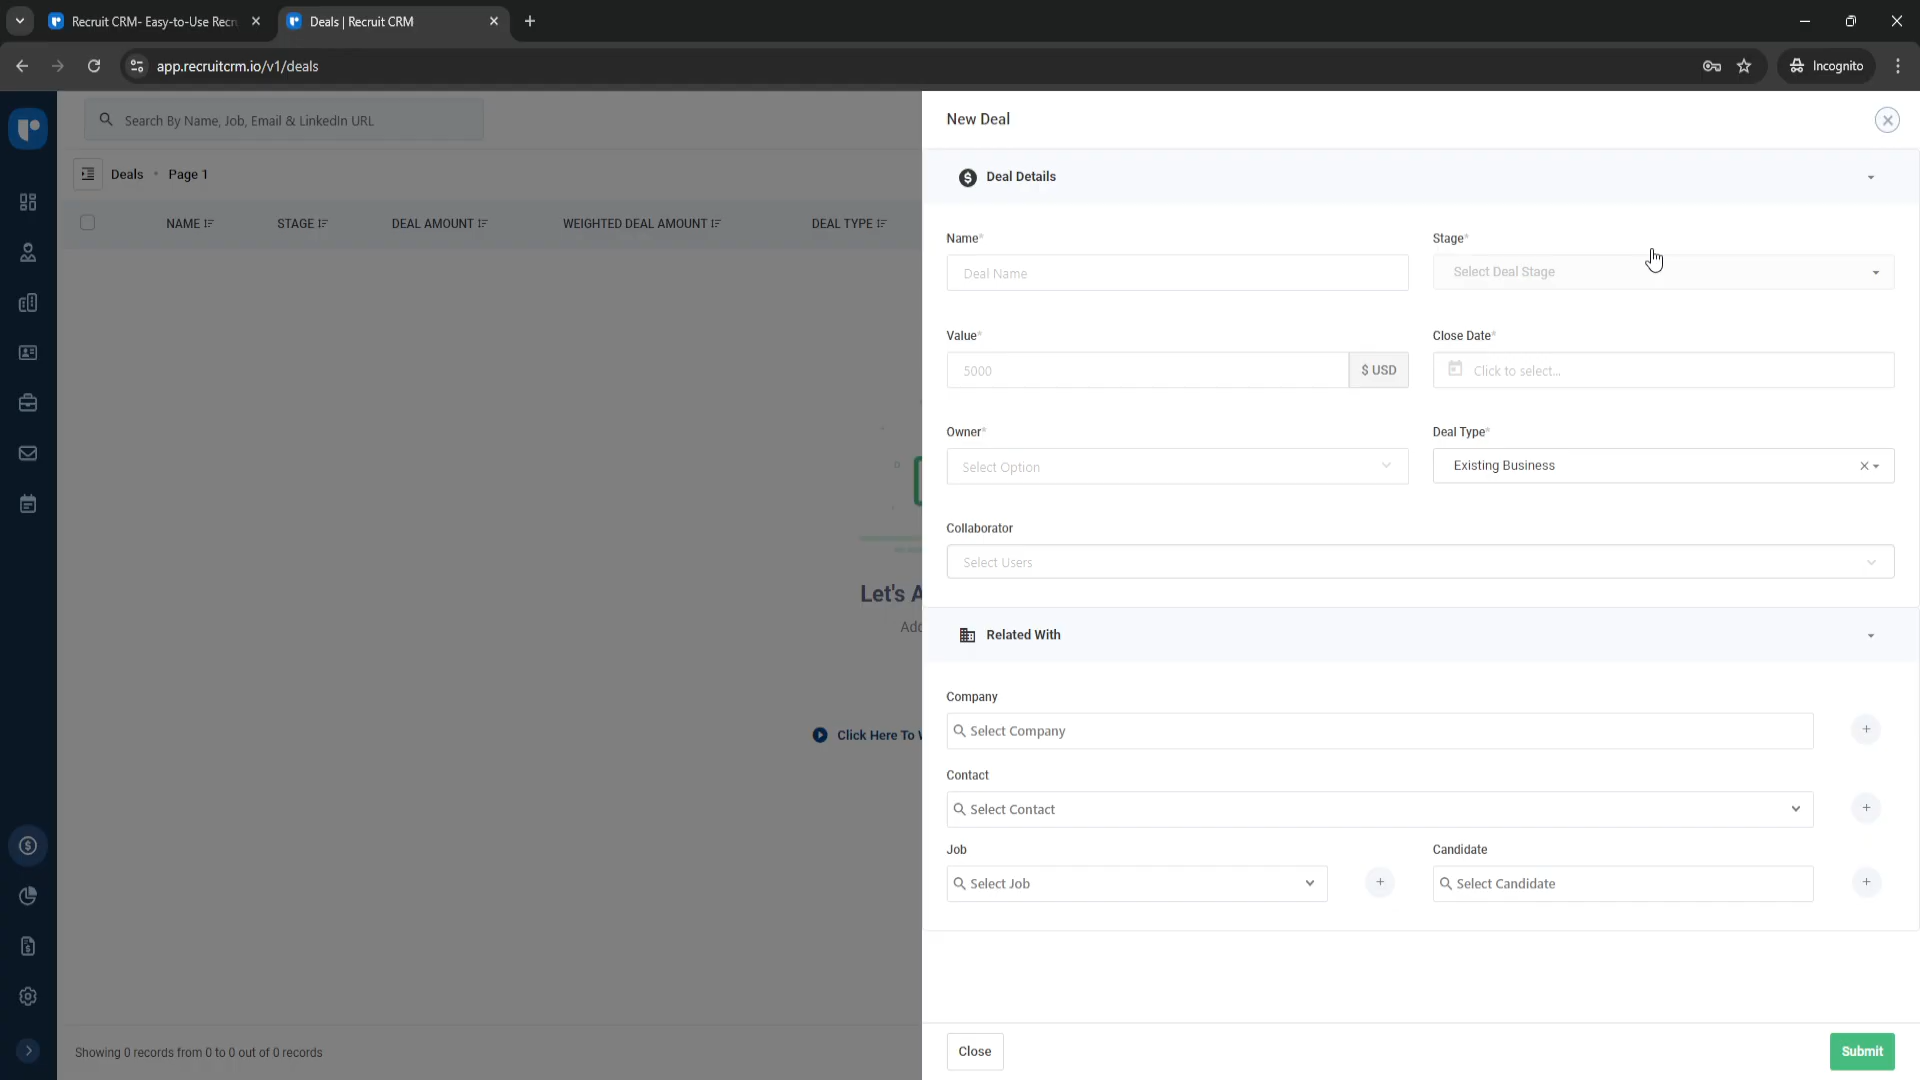 Recruit CRM- Easy-to-Use Recr
Deals | Recruit CRM
app.recruitcrm.io/v1/deals
Incognito
Search By Name, Job, Email & LinkedIn URL
Deals • Page 1
NAME
STAGE
DEAL AMOUNT
WEIGHTED DEAL AMOUNT
DEAL TYPE
Let's A
Add
Click Here To W
Showing 0 records from 0 to 0 out of 0 records
New Deal
Deal Details
Name*
Deal Name
Stage*
Select Deal Stage
Value*
5000
$ USD
Close Date*
Click to select...
Owner*
Select Option
Deal Type*
Existing Business
Collaborator
Select Users
Related With
Company
Select Company
Contact
Select Contact
Job
Select Job
Candidate
Select Candidate
Close
Submit